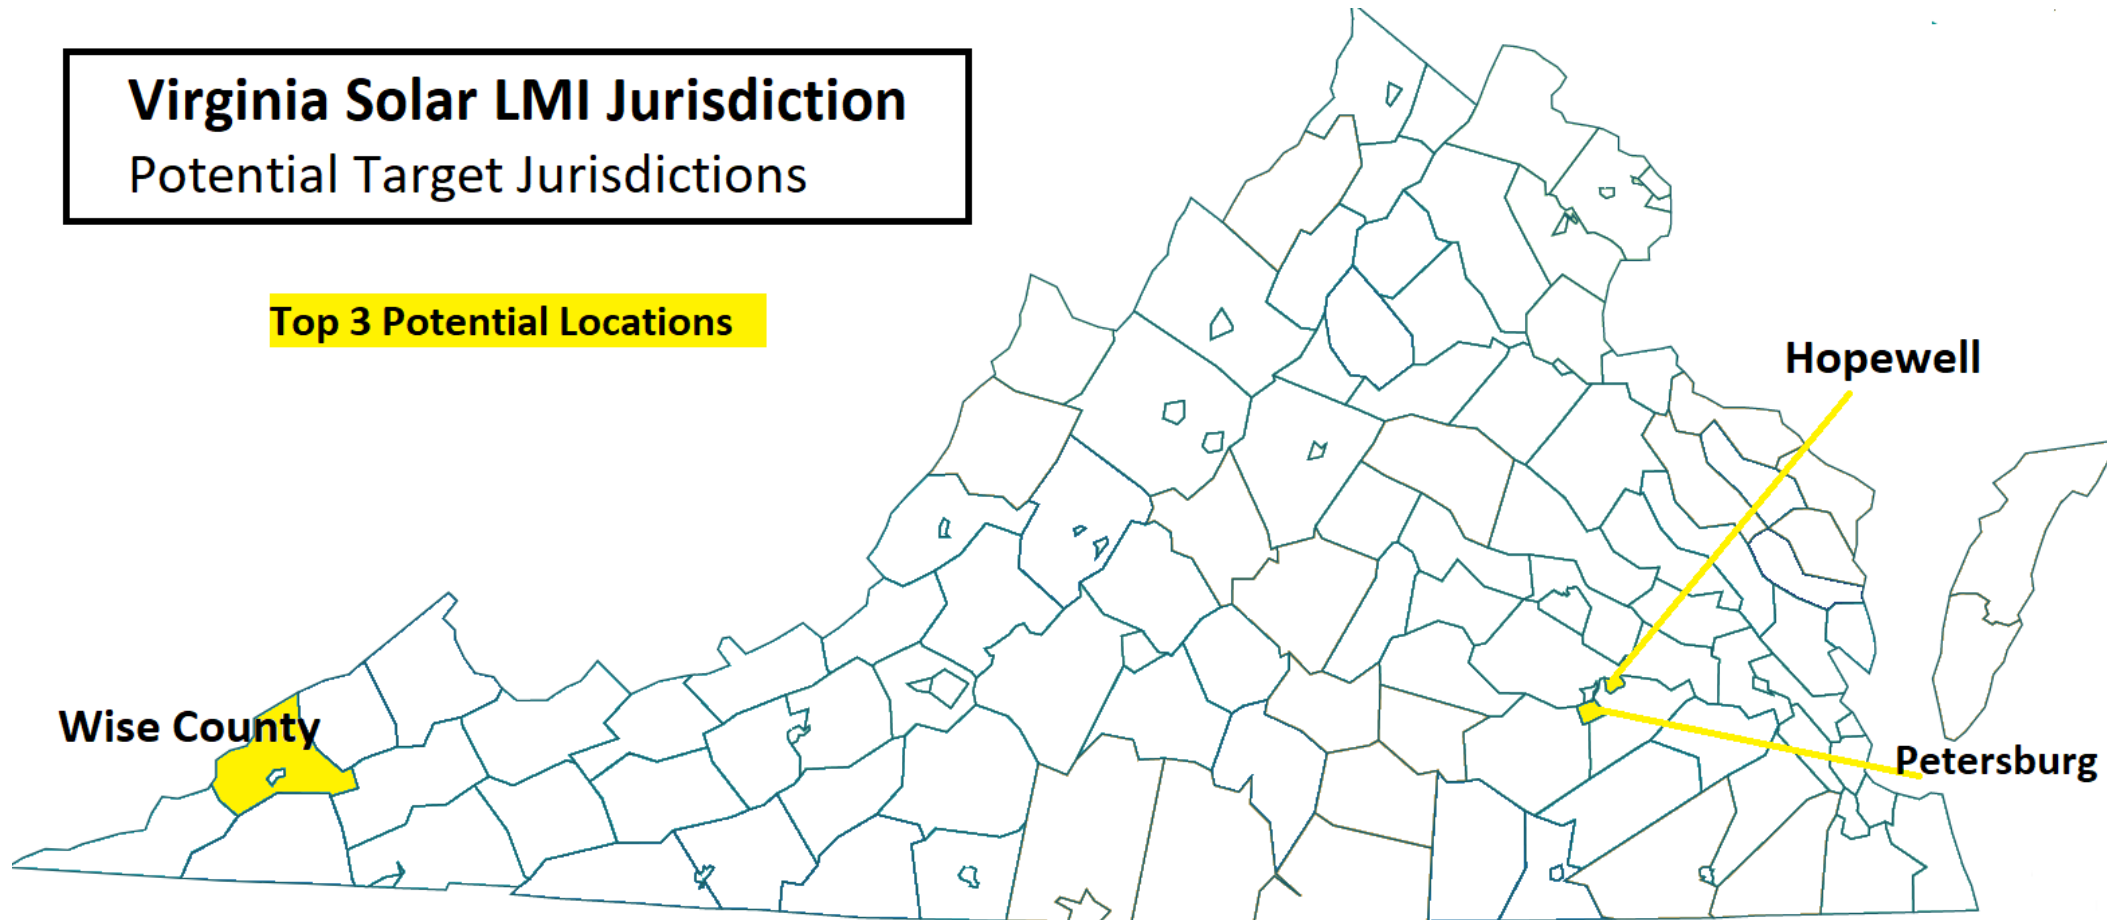 Virginia Solar LMI Jurisdiction
Potential Target Jurisdictions
Top 3 Potential Locations
Hopewell
Wise County
Petersburg